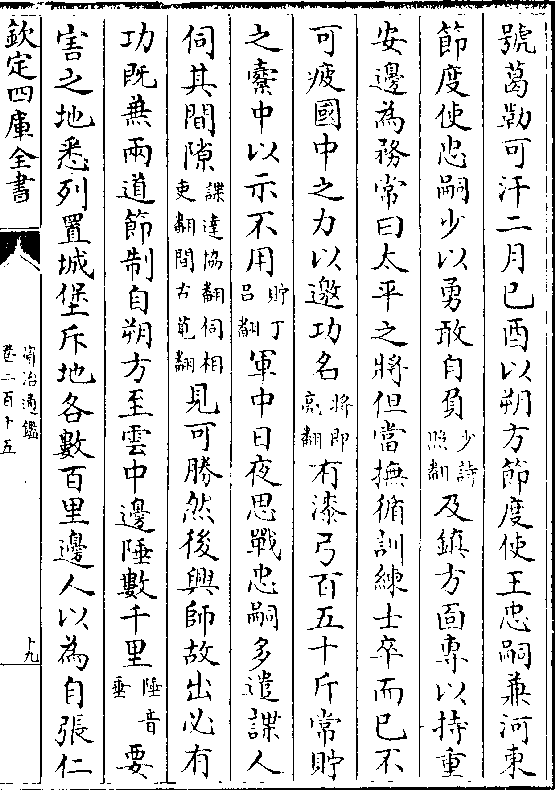 號葛勒可汗二月己酉以朔方節度使王忠嗣兼河東
節度使忠嗣少以勇敢自負少詩照翻及鎮方面專以持重
安邊為務常曰太平之將但當撫循訓練士卒而已不
可疲國中之力以邀功名將即亮翻有漆弓百五十斤常貯
之櫜中以示不用貯丁吕翻軍中日夜思戰忠嗣多遣諜人
伺其間隙諜達協翻伺相吏翻間古莧翻見可勝然後興師故出必有
功既兼兩道節制自朔方至雲中邊陲數千里陲音垂要
害之地悉列置城堡斥地各數百里邊人以為自張仁
欽定四庫全書
資治通鑑
卷二百十五
十九